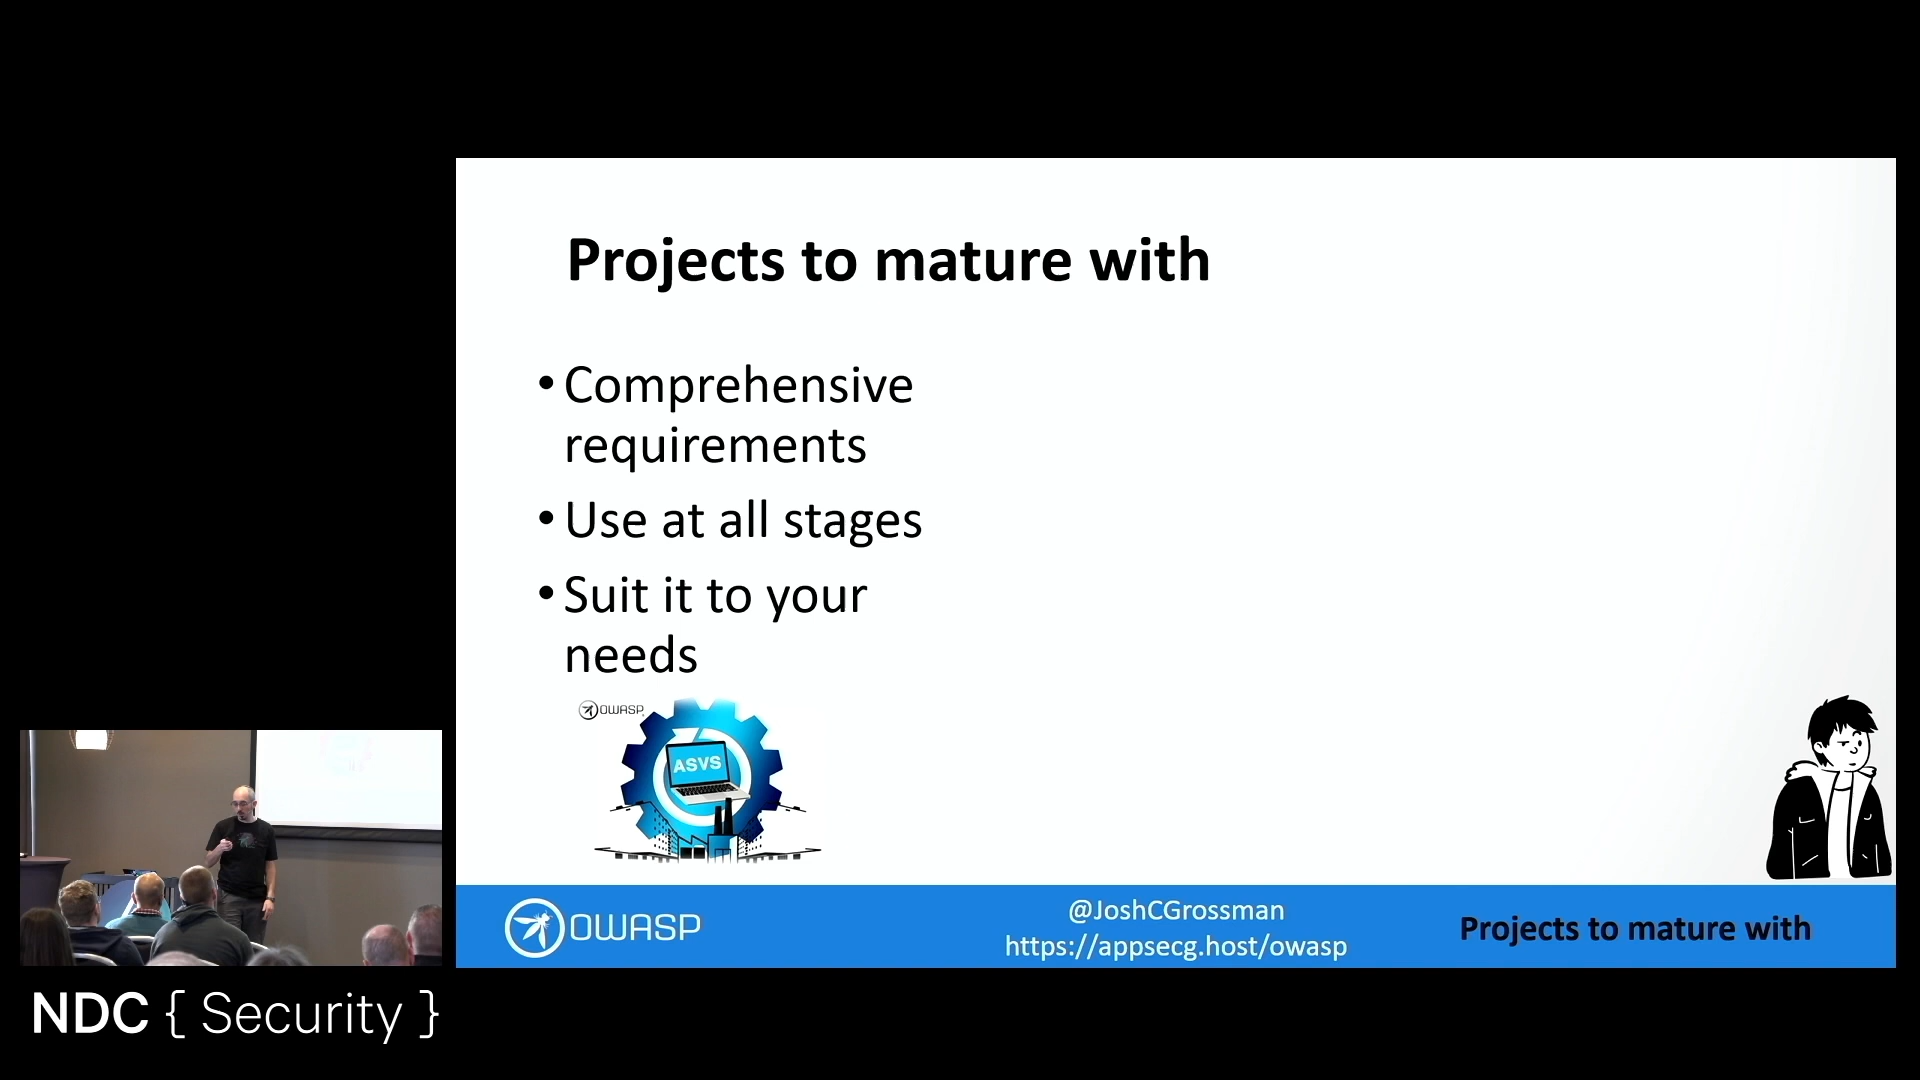 Projects to mature with
• Comprehensive
requirements
• Use at all stages
• Suit it to your
needs
OWASP
ASVS
OWASP
@JoshCGrossman
https://appsecg.host/owasp
Projects to mature with
NDC { Security }